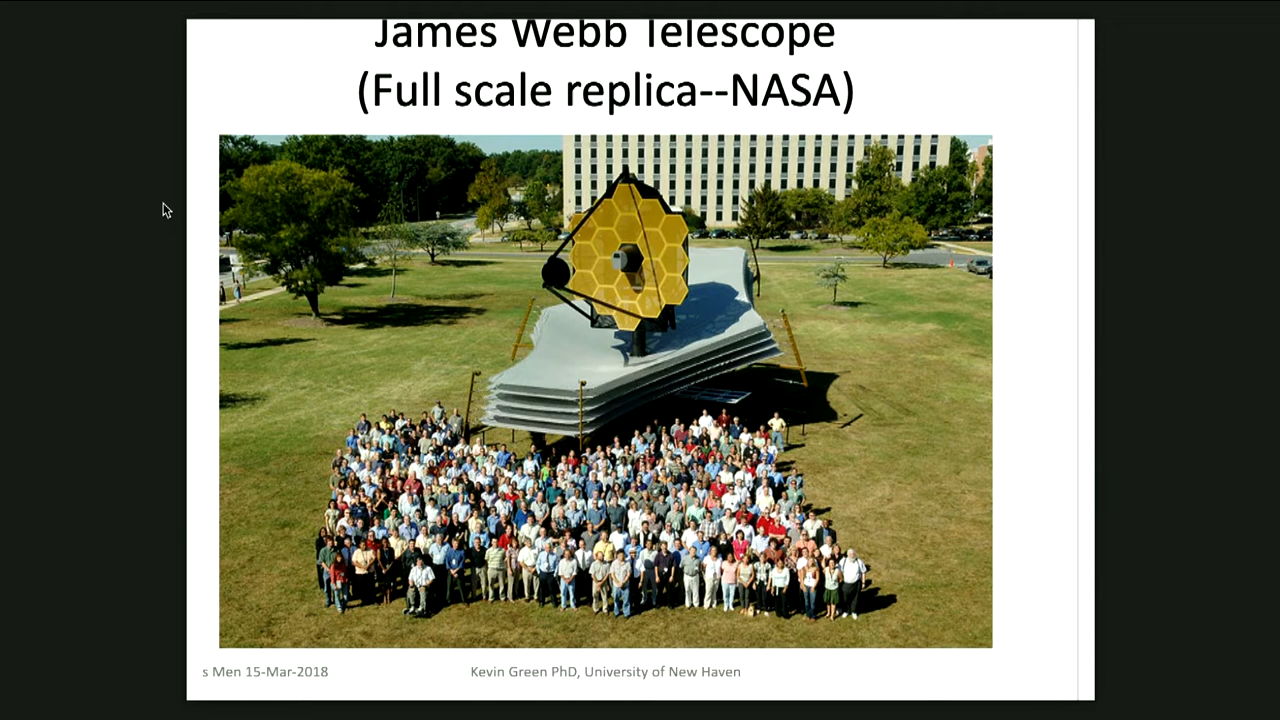 James Webb Telescope
(Full scale replica--NASA)
s Men 15-Mar-2018
Kevin Green PhD, University of New Haven